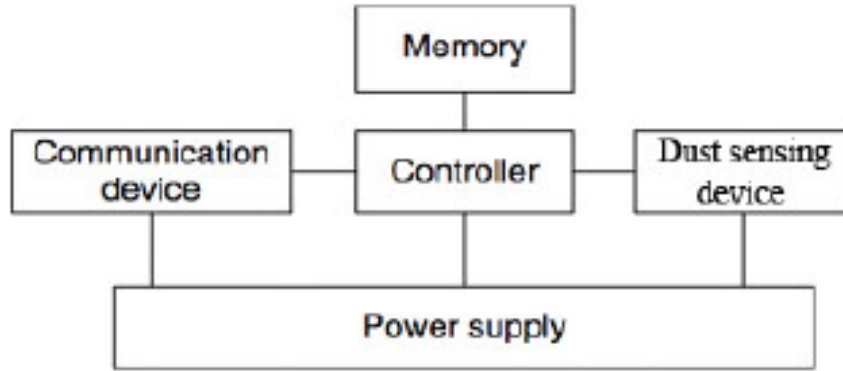 Memory
Communication
device
Controller
Dust sensing
device
Power supply